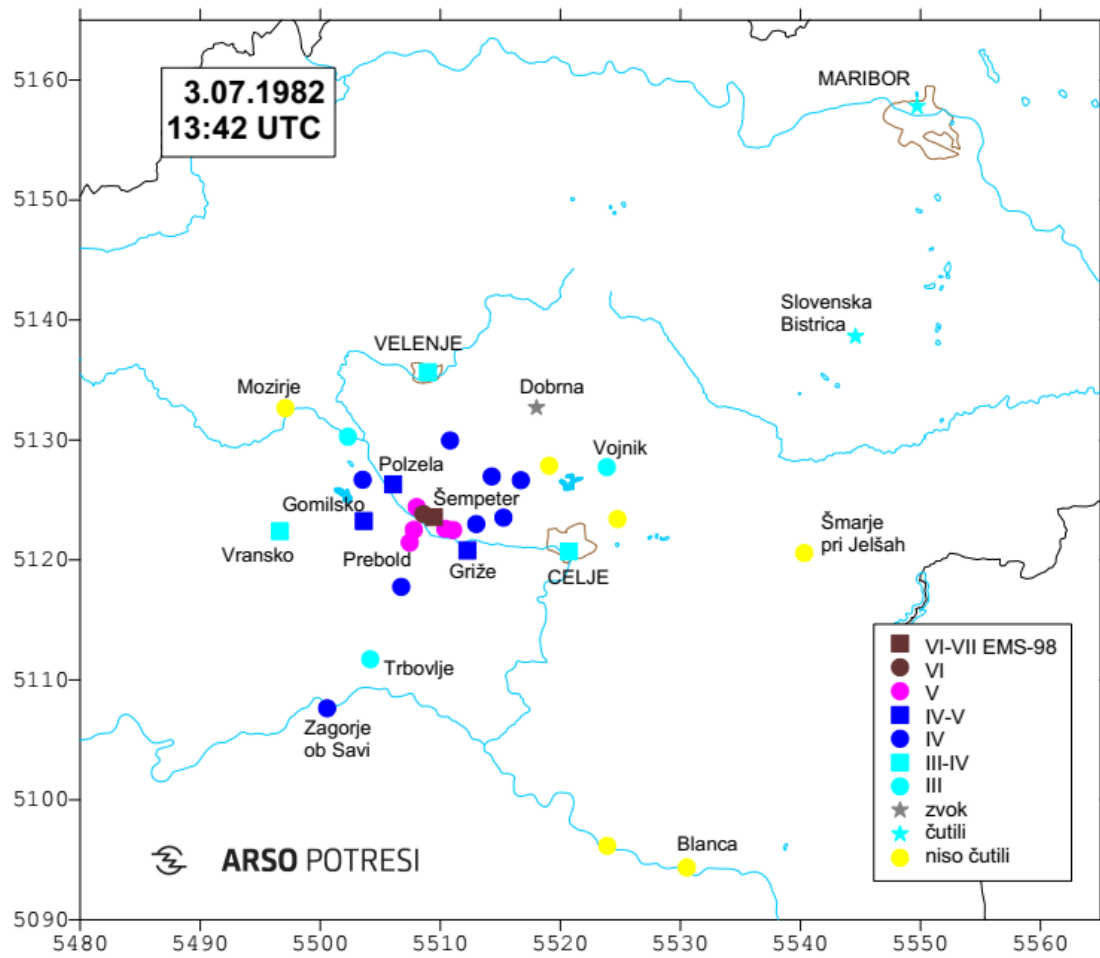 3.07.1982
13:42 UTC
MARIBOR
5160
5150
5140
5130
5120
5110
5100
5090
Slovenska
Bistrica
VELENJE
Mozirje
Dobrna
Vojnik
Polzela
Šempeter
Gomilsko
Vransko
Prebold
Griže
CELJE
Šmarje
pri Jelšah
Trbovlje
Zagorje
ob Savi
Blanca
VI-VII EMS-98
VI
V
IV-V
IV
III-IV
III
zvok
čutili
niso čutili
ARSO POTRESI
5480 5490 5500 5510 5520 5530 5540 5550 5560